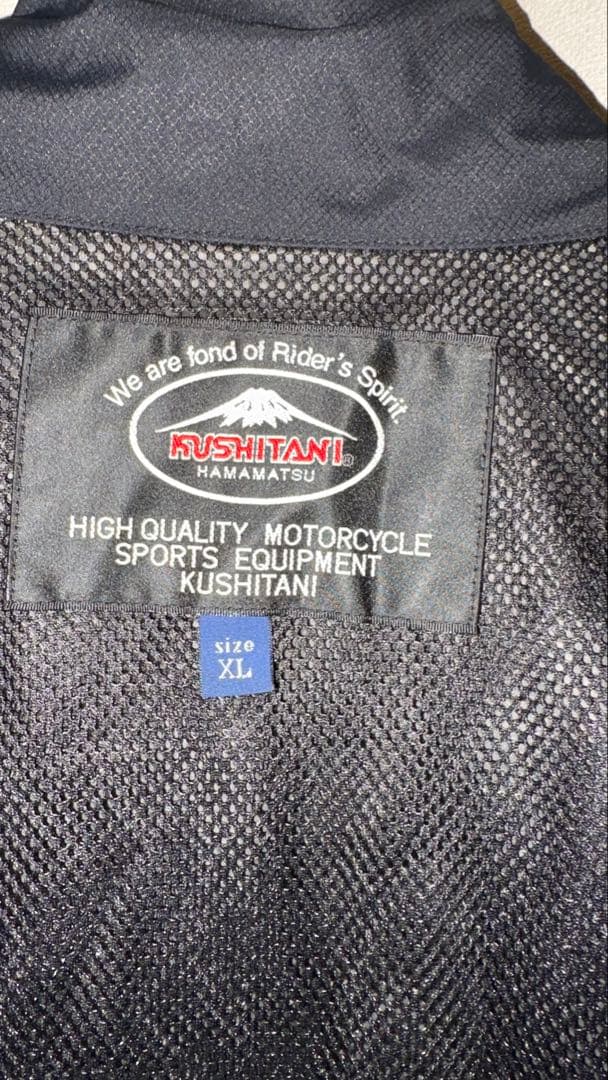 We are fond of Rider's Spirit.
KUSHITANI®
HAMAMATSU
HIGH QUALITY MOTORCYCLE
SPORTS EQUIPMENT
KUSHITANI
size
XL